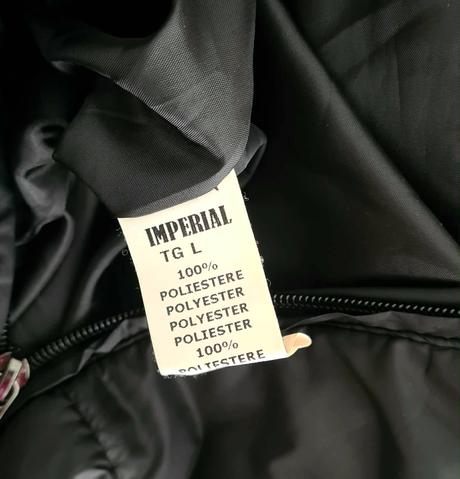 IMPERIAL
TG L
100%
POLIESTERE
POLYESTER
POLYESTER
POLIESTER
100%
POLIESTERE